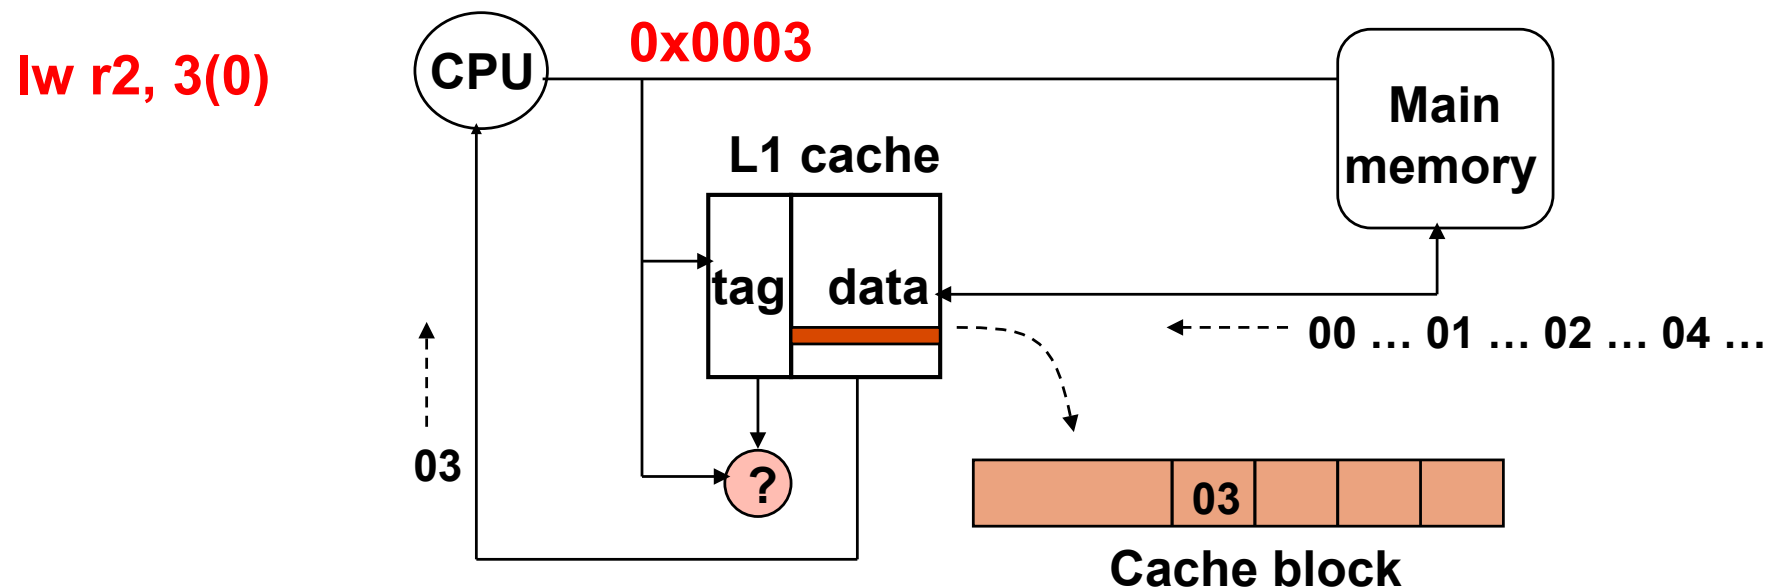 0x0003
lw r2, 3(0)
CPU
Main
memory
L1 cache
tag
data
00 … 01 … 02 … 04 …
03
?
03
Cache block